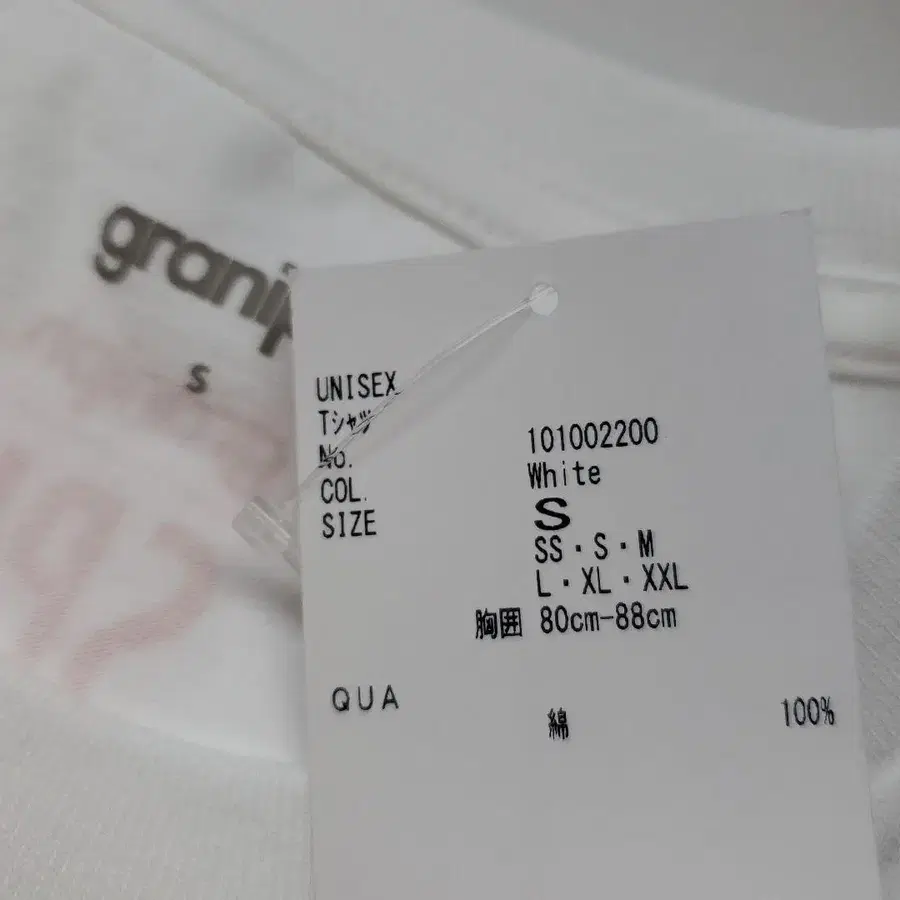 granip
S
UNISEX
Tシャツ
No. 101002200
COL. White
SIZE S
SS・S・M
L・XL・XXL
胸囲 80cm-88cm
QUA
綿 100%